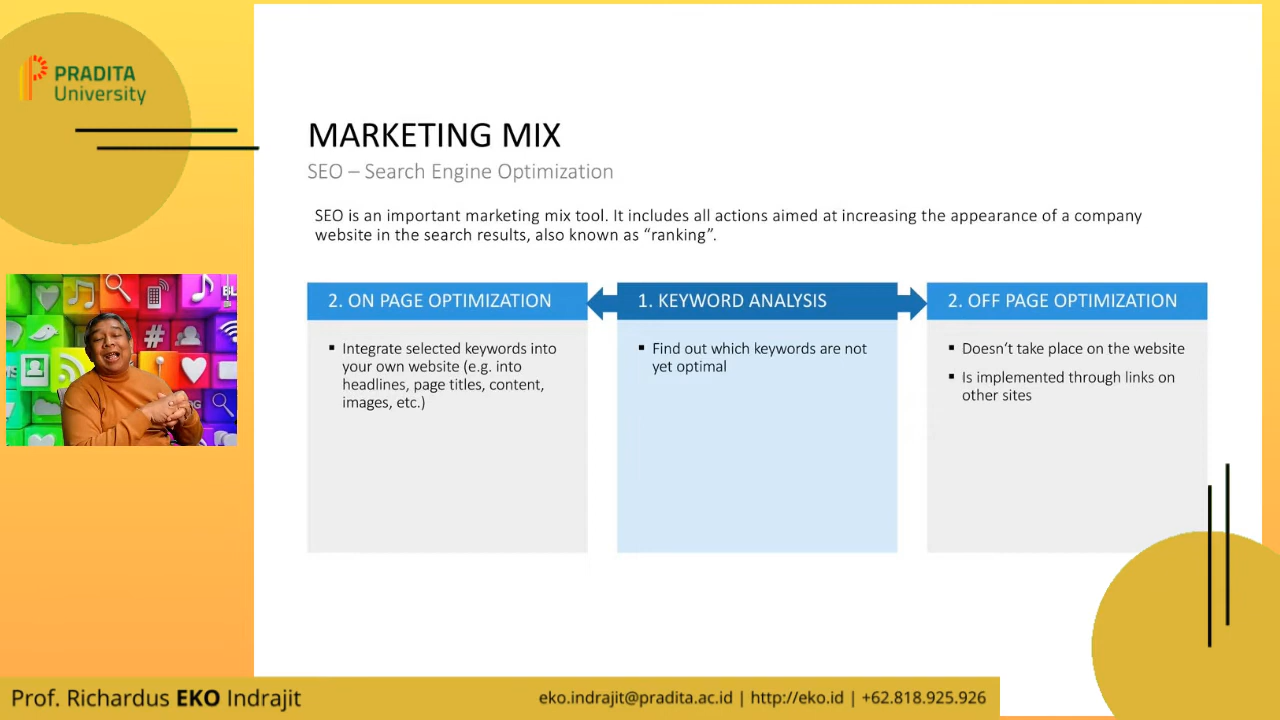 PRADITA
University
MARKETING MIX
SEO – Search Engine Optimization
SEO is an important marketing mix tool. It includes all actions aimed at increasing the appearance of a company
website in the search results, also known as “ranking”.
2. ON PAGE OPTIMIZATION
▪ Integrate selected keywords into
your own website (e.g. into
headlines, page titles, content,
images, etc.)
1. KEYWORD ANALYSIS
▪ Find out which keywords are not
yet optimal
2. OFF PAGE OPTIMIZATION
▪ Doesn’t take place on the website
▪ Is implemented through links on
other sites
Prof. Richardus EKO Indrajit
eko.indrajit@pradita.ac.id | http://eko.id | +62.818.925.926